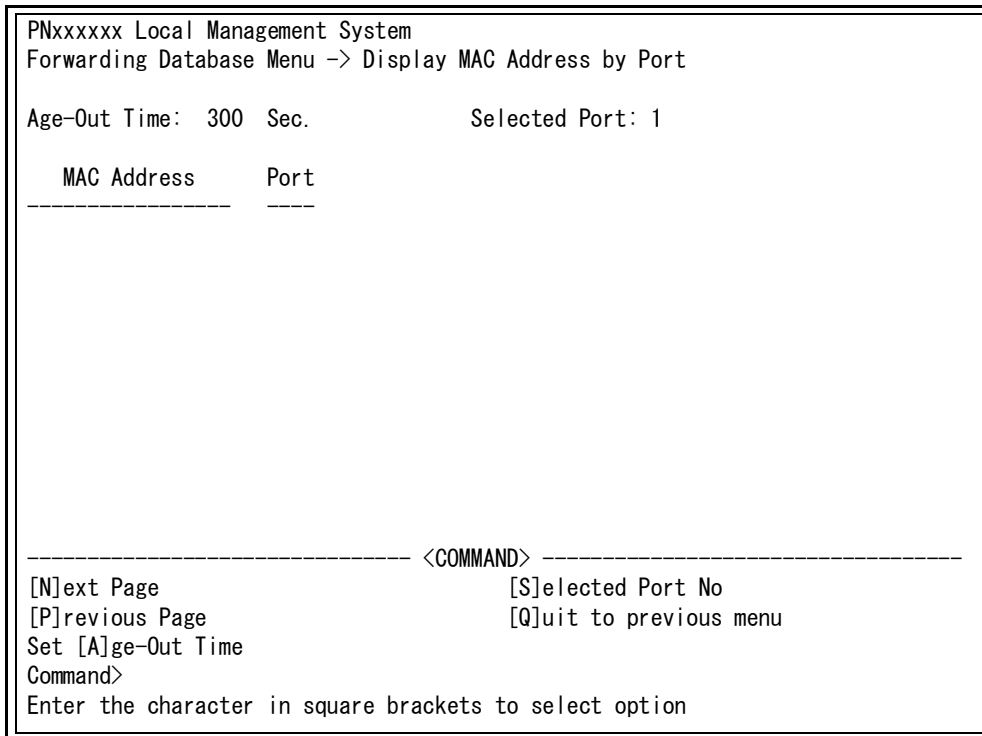 PNxxxxxx Local Management System
Forwarding Database Menu -> Display MAC Address by Port
Age-Out Time: 300 Sec. Selected Port: 1
MAC Address Port
----------------- ----
-------------------------------- <COMMAND> -----------------------------------
[N]ext Page [S]elected Port No
[P]revious Page [Q]uit to previous menu
Set [A]ge-Out Time
Command>
Enter the character in square brackets to select option